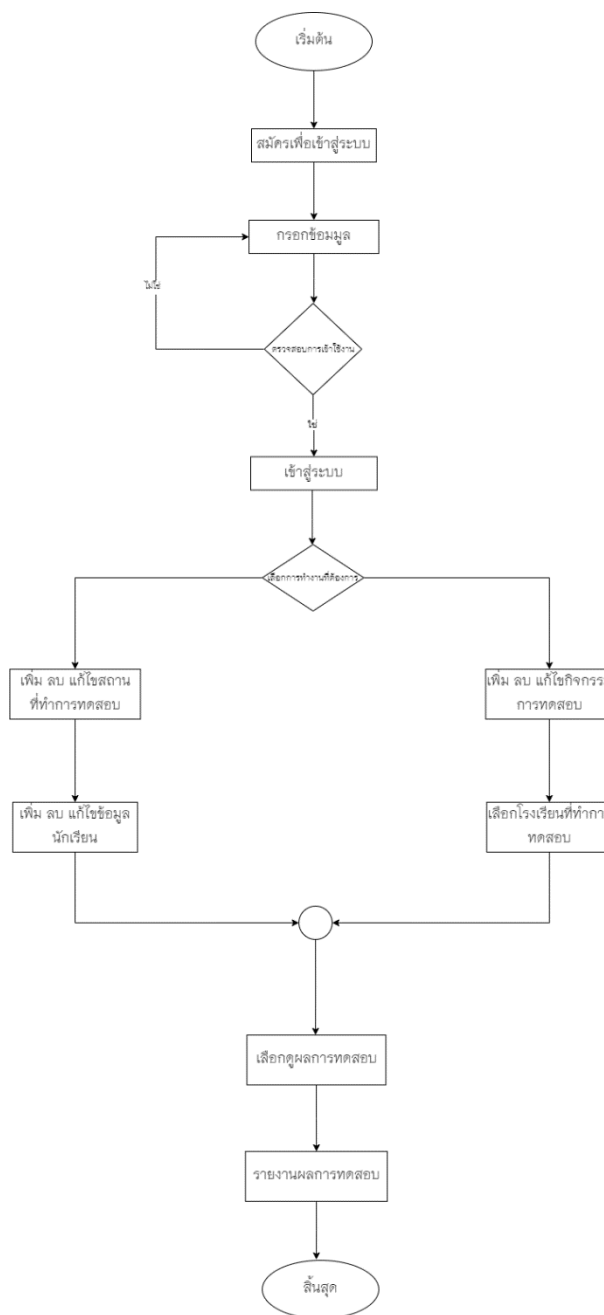 เริ่มต้น
สมัครเพื่อเข้าสู่ระบบ
กรอกข้อมมูล
ไม่ใช่
ตรวจสอบการเข้าใช้งาน
ใช่
เข้าสู่ระบบ
เลือกการทำงานที่ต้องการ
เพิ่ม ลบ แก้ไขสถาน
ที่ทำการทดสอบ
เพิ่ม ลบ แก้ไขกิจกรร
การทดสอบ
เพิ่ม ลบ แก้ไขข้อมูล
นักเรียน
เลือกโรงเรียนที่ทำกา
ทดสอบ
เลือกดูผลการทดสอบ
รายงานผลการทดสอบ
สิ้นสุด